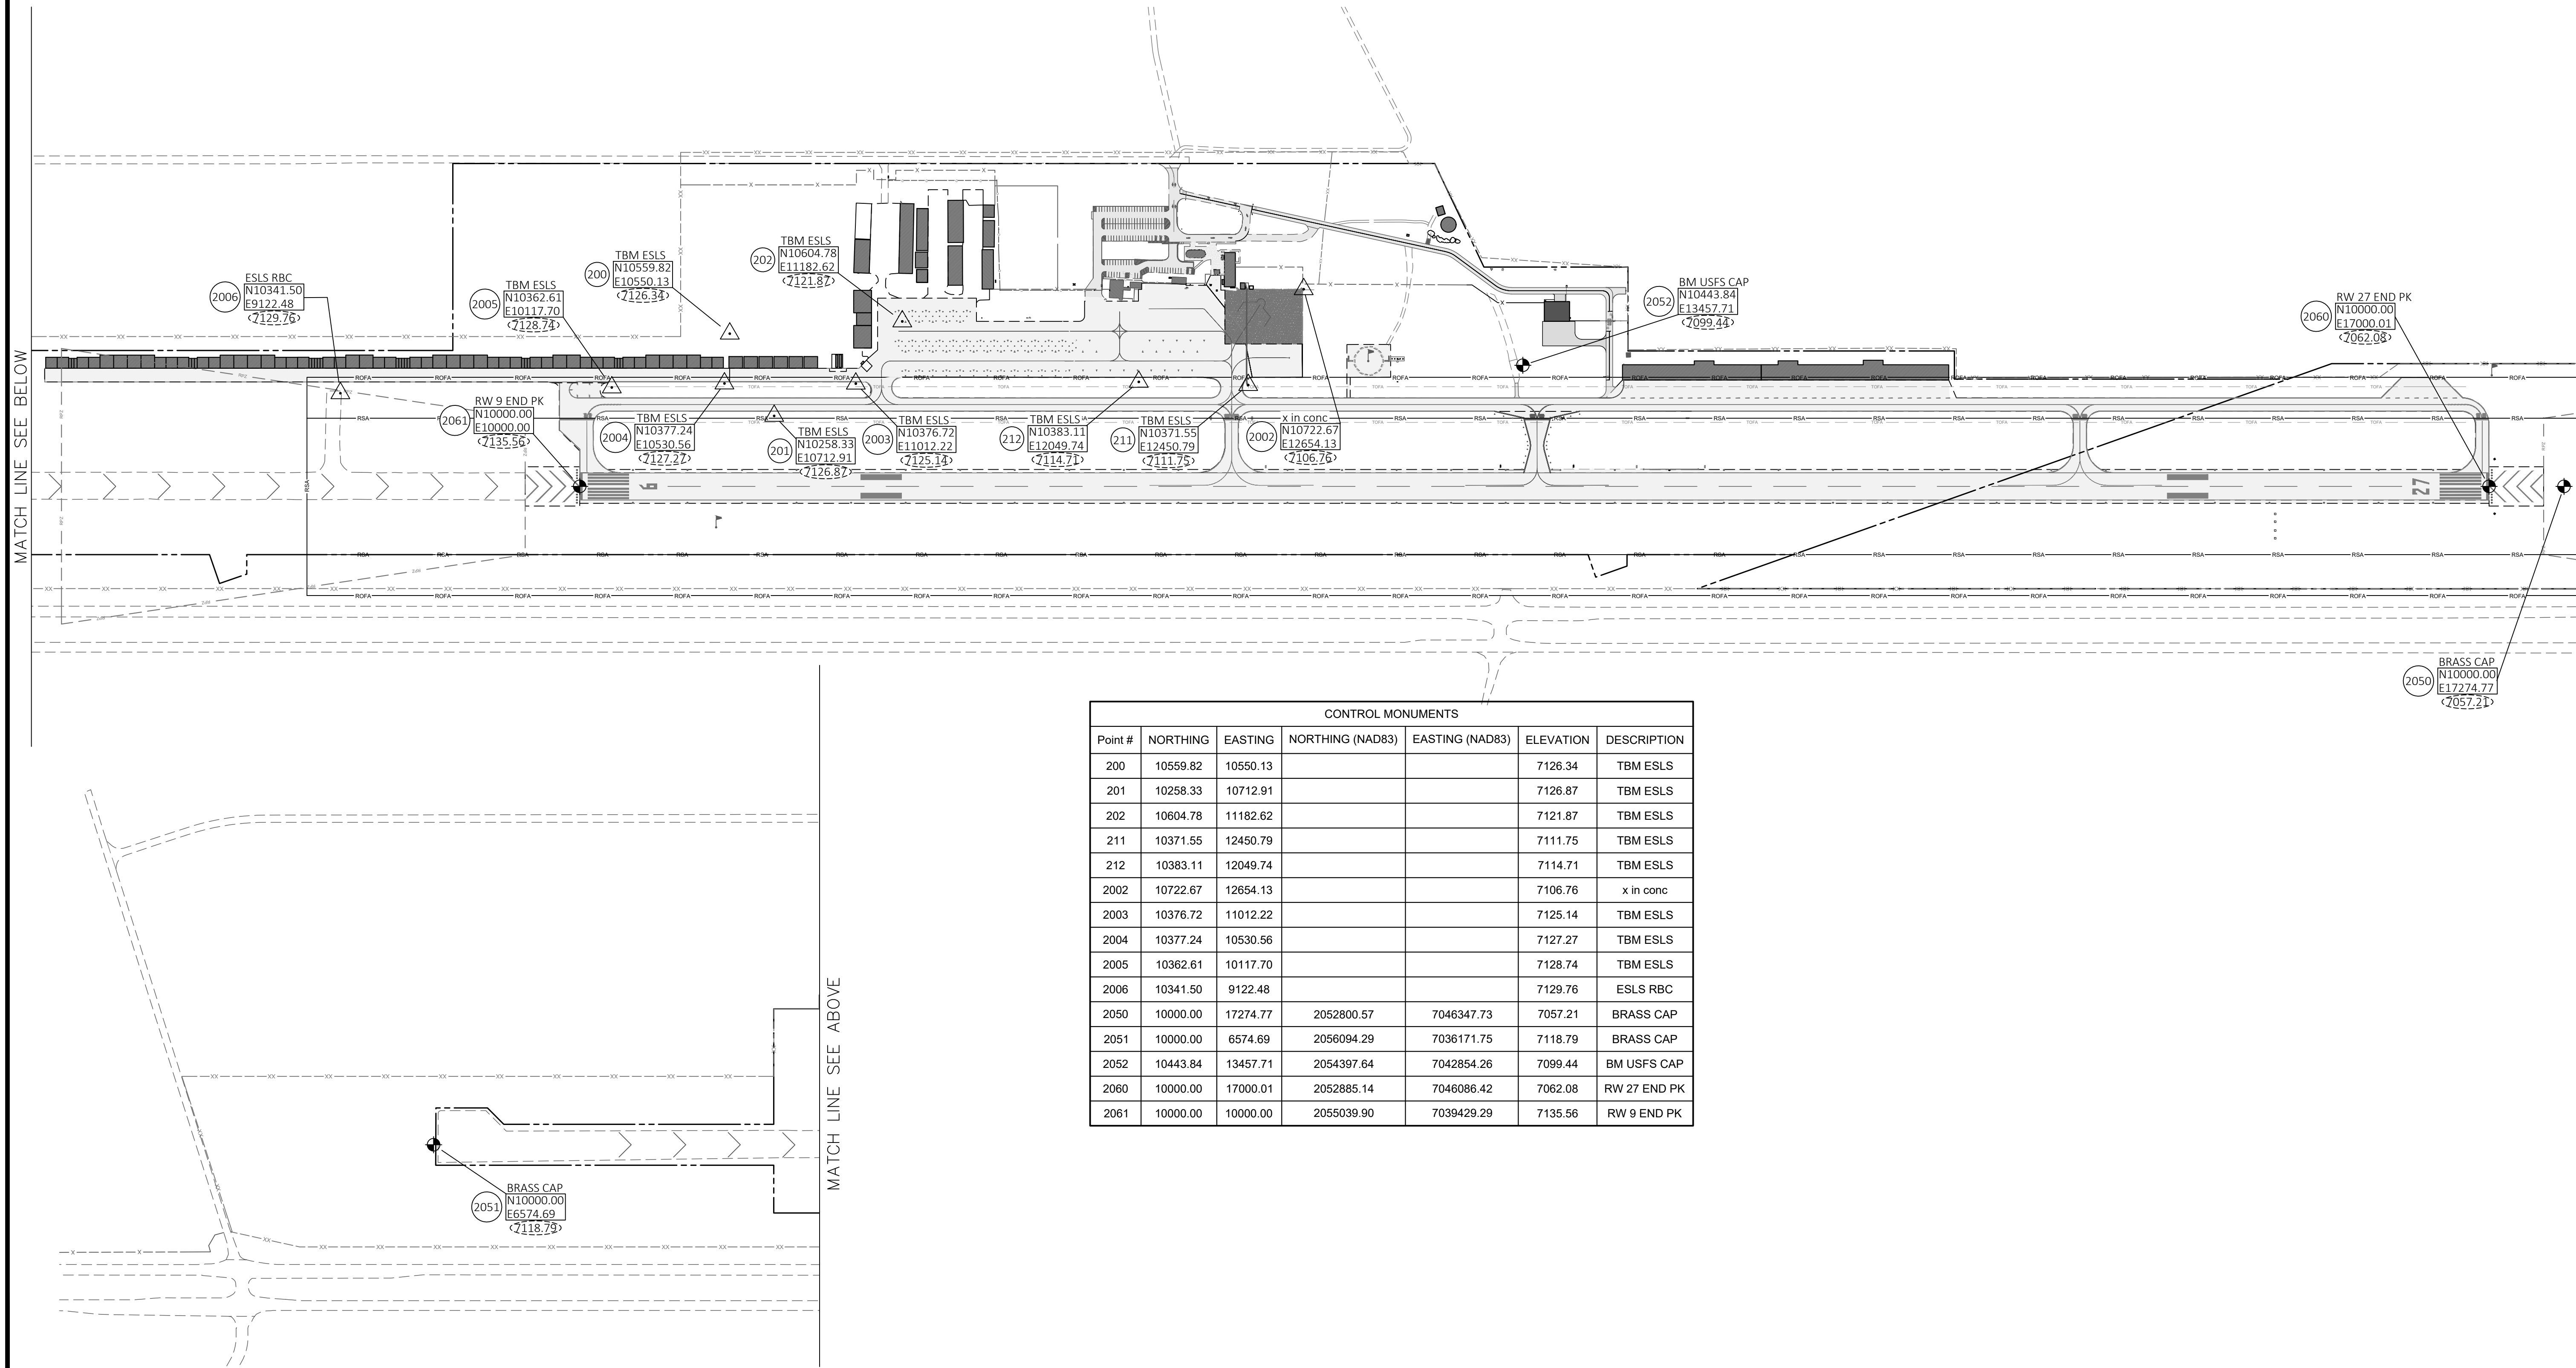 MATCH LINE SEE BELOW
2006
ESLS RBC
N10341.50
E9122.48
7129.76
2005
TBM ESLS
N10362.61
E10117.70
7128.74
200
TBM ESLS
N10559.82
E10550.13
7126.34
202
TBM ESLS
N10604.78
E11182.62
7121.87
2052
BM USFS CAP
N10443.84
E13457.71
7099.44
2060
RW 27 END PK
N10000.00
E17000.01
7062.08
2061
RW 9 END PK
N10000.00
E10000.00
7135.56
2004
TBM ESLS
N10377.24
E10530.56
7127.27
201
TBM ESLS
N10258.33
E10712.91
7126.87
2003
TBM ESLS
N10376.72
E11012.22
7125.14
212
TBM ESLS
N10383.11
E12049.74
7114.71
211
TBM ESLS
N10371.55
E12450.79
7111.75
2002
x in conc
N10722.67
E12654.13
7106.76
ROFA
RSA
TOFA
9
27
2050
BRASS CAP
N10000.00
E17274.77
7057.21
CONTROL MONUMENTS
Point # NORTHING EASTING NORTHING (NAD83) EASTING (NAD83) ELEVATION DESCRIPTION
200 10559.82 10550.13 7126.34 TBM ESLS
201 10258.33 10712.91 7126.87 TBM ESLS
202 10604.78 11182.62 7121.87 TBM ESLS
211 10371.55 12450.79 7111.75 TBM ESLS
212 10383.11 12049.74 7114.71 TBM ESLS
2002 10722.67 12654.13 7106.76 x in conc
2003 10376.72 11012.22 7125.14 TBM ESLS
2004 10377.24 10530.56 7127.27 TBM ESLS
2005 10362.61 10117.70 7128.74 TBM ESLS
2006 10341.50 9122.48 7129.76 ESLS RBC
2050 10000.00 17274.77 2052800.57 7046347.73 7057.21 BRASS CAP
2051 10000.00 6574.69 2056094.29 7036171.75 7118.79 BRASS CAP
2052 10443.84 13457.71 2054397.64 7042854.26 7099.44 BM USFS CAP
2060 10000.00 17000.01 2052885.14 7046086.42 7062.08 RW 27 END PK
2061 10000.00 10000.00 2055039.90 7039429.29 7135.56 RW 9 END PK
MATCH LINE SEE ABOVE
2051
BRASS CAP
N10000.00
E6574.69
7118.79